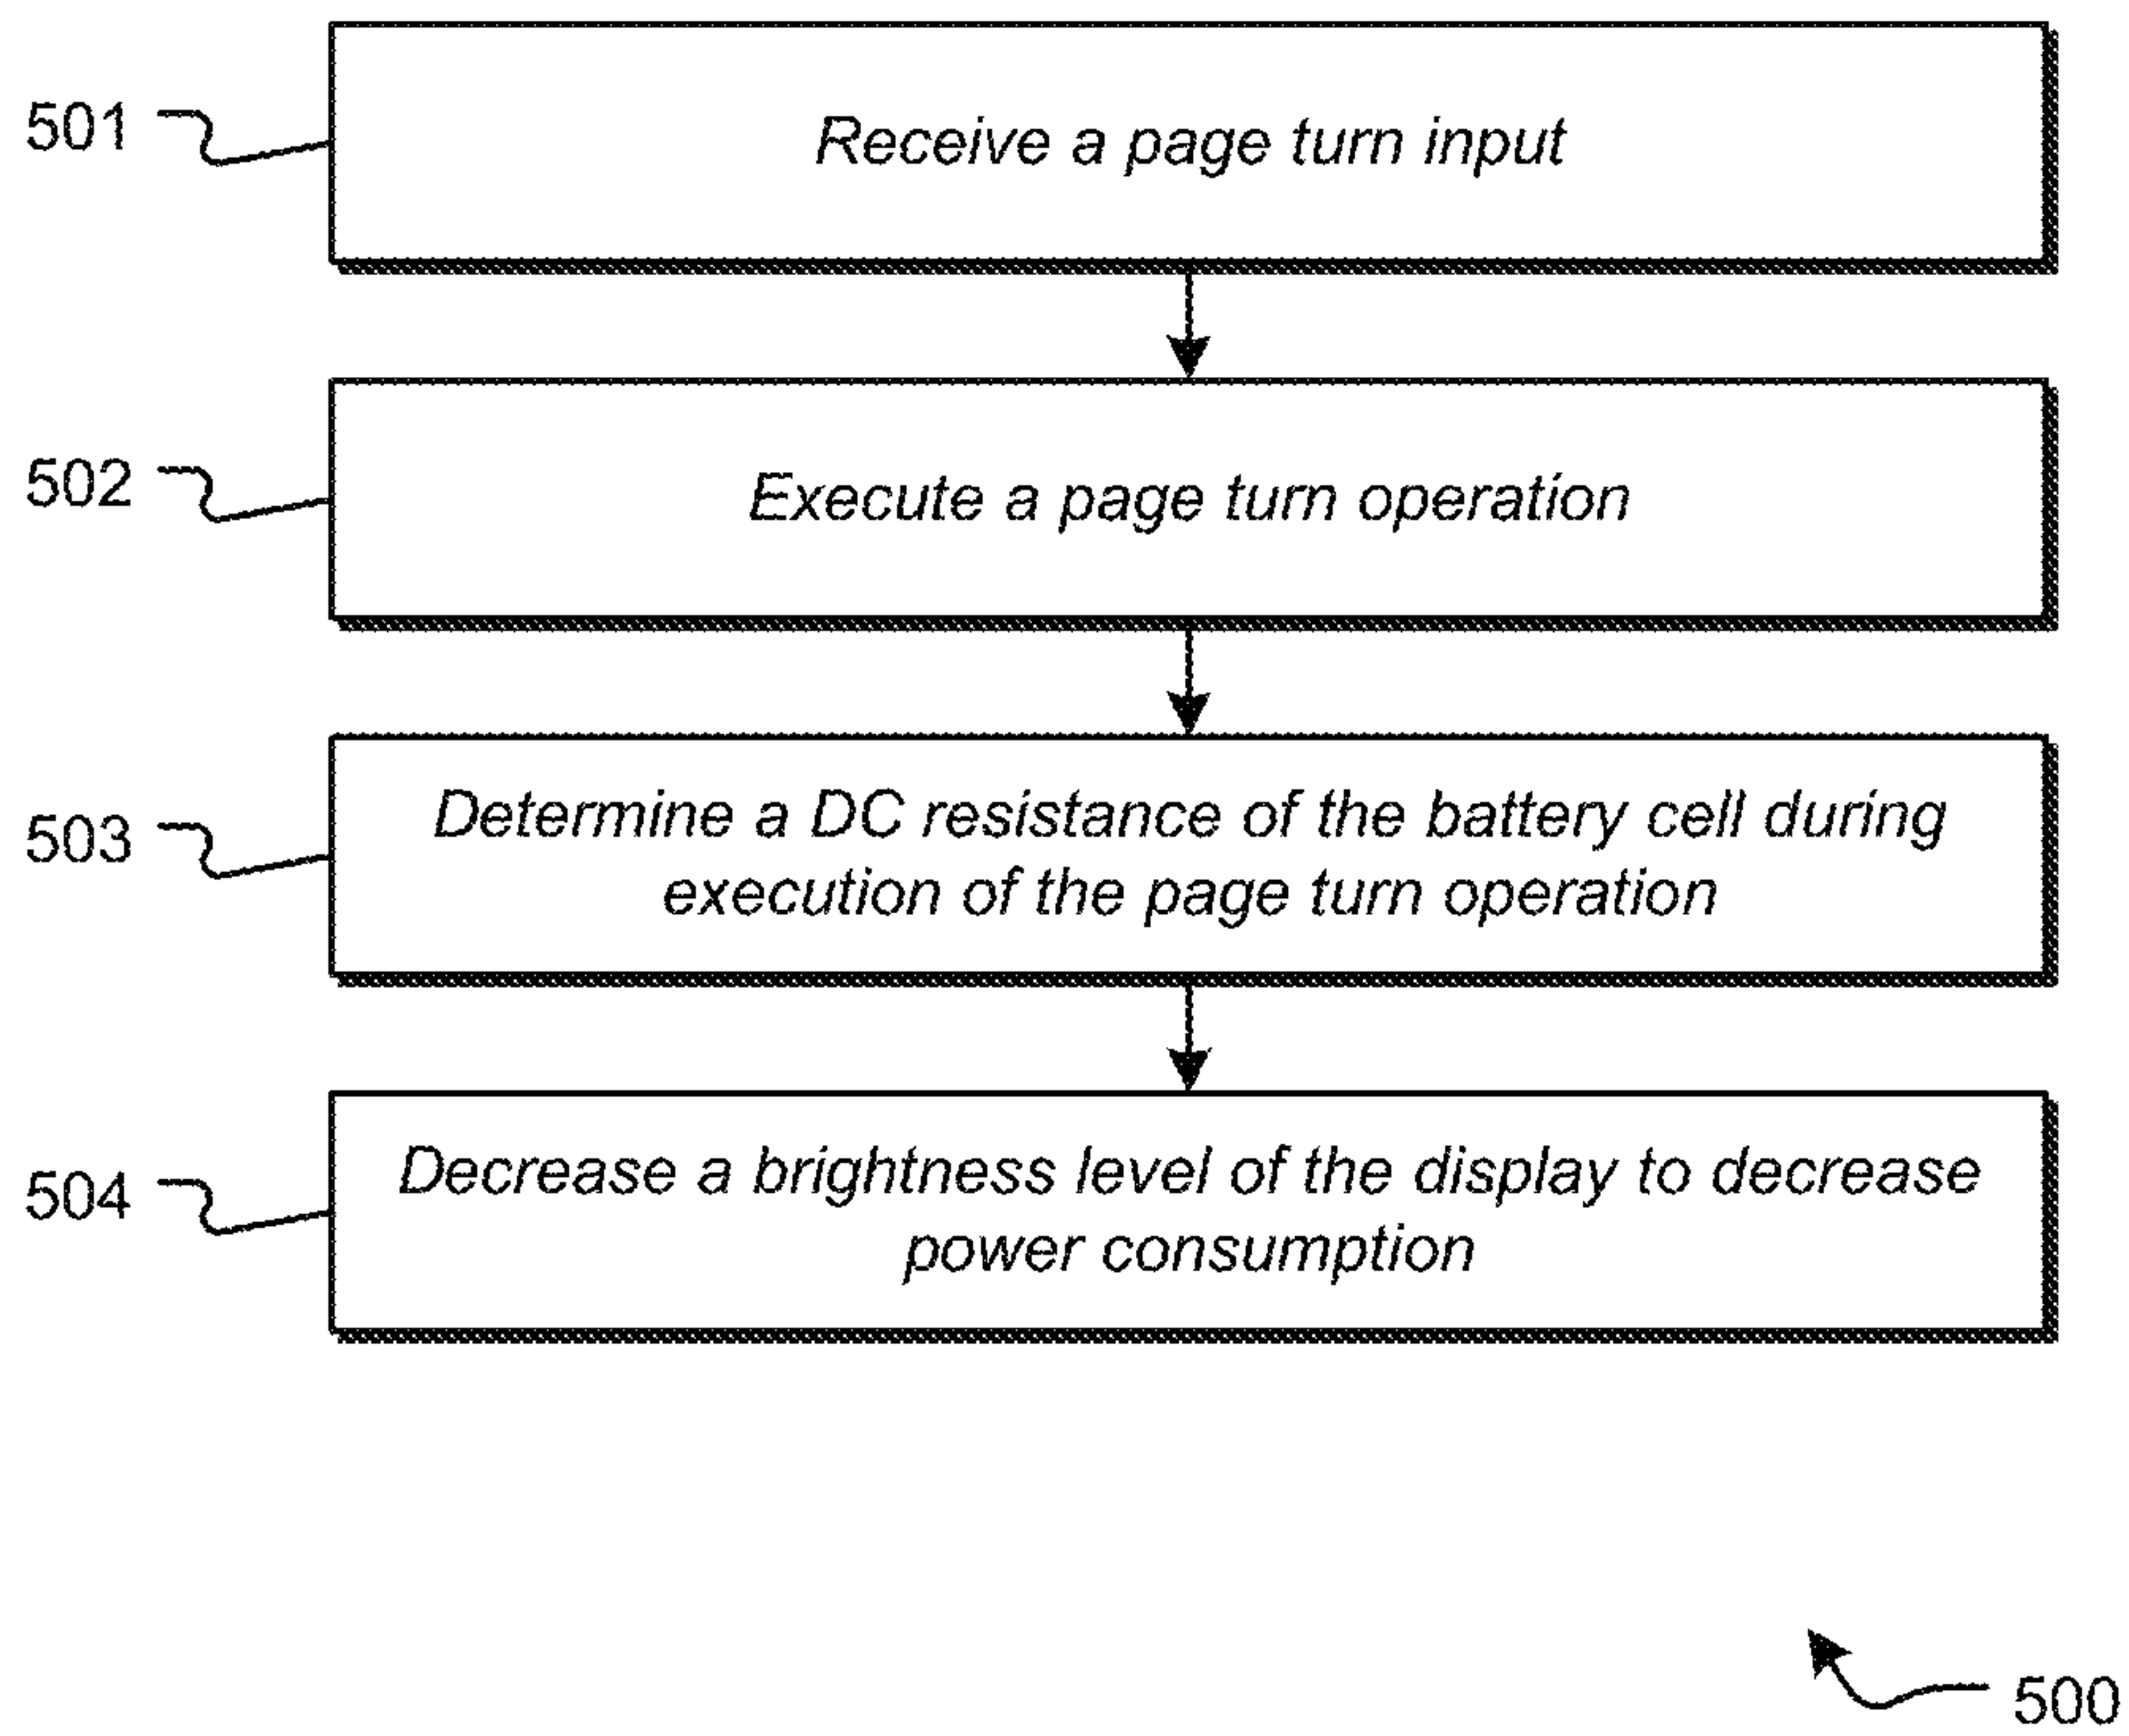 501
Receive a page turn input
502
Execute a page turn operation
503
Determine a DC resistance of the battery cell during
execution of the page turn operation
504
Decrease a brightness level of the display to decrease
power consumption
500